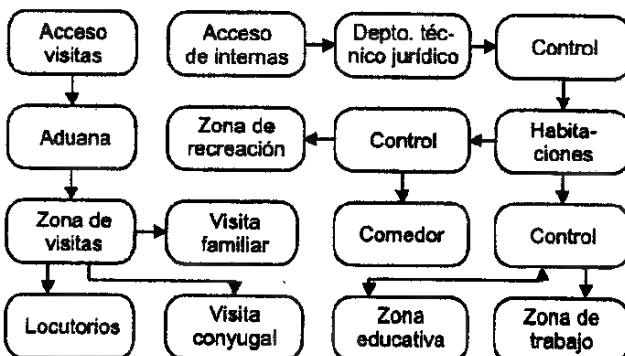 Acceso
visitas
Acceso
de internas
Depto. téc-
nico jurídico
Control
Aduana
Zona de
recreación
Control
Habita-
ciones
Zona de
visitas
Visita
familiar
Comedor
Control
Locutorios
Visita
conyugal
Zona
educativa
Zona de
trabajo